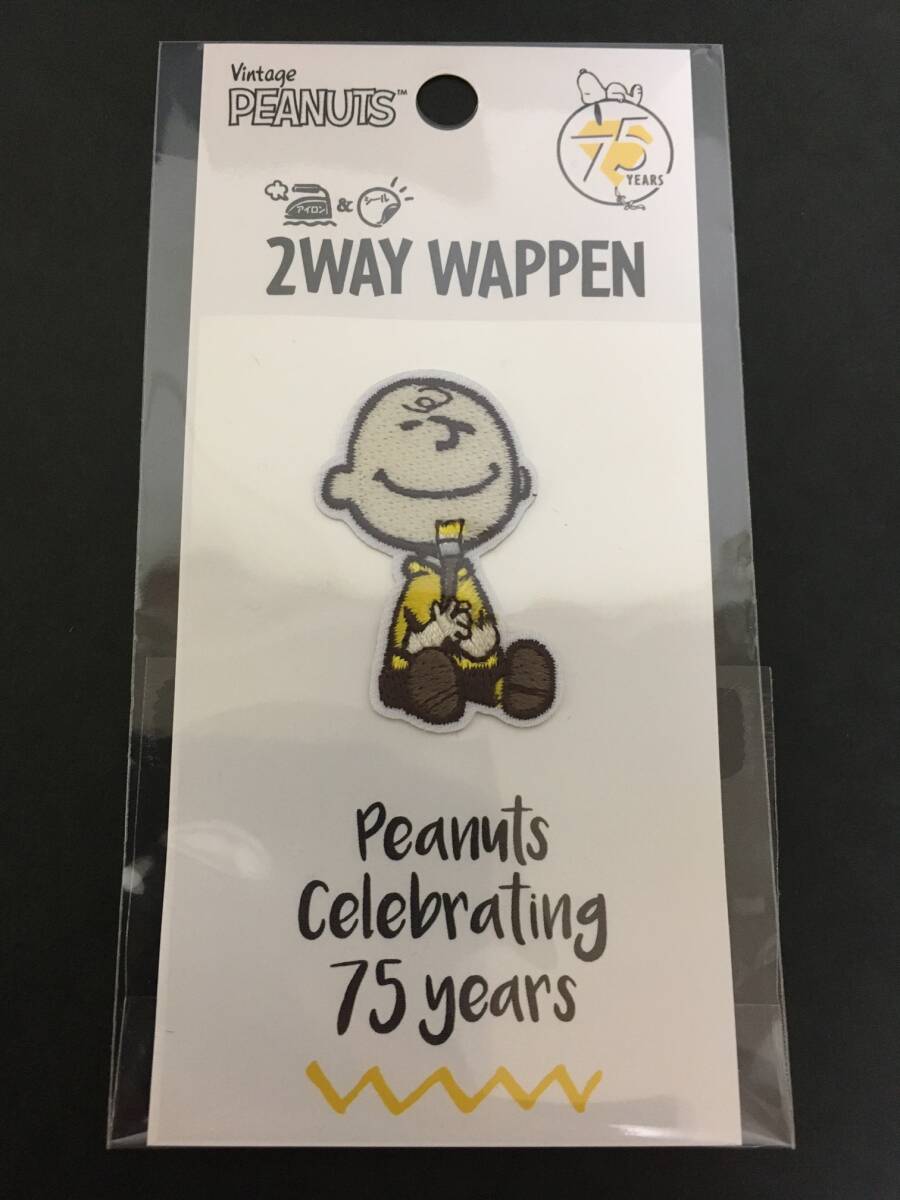 Vintage
PEANUTS™
75
YEARS
アイロン & シール
2WAY WAPPEN
Peanuts
Celebrating
75 years